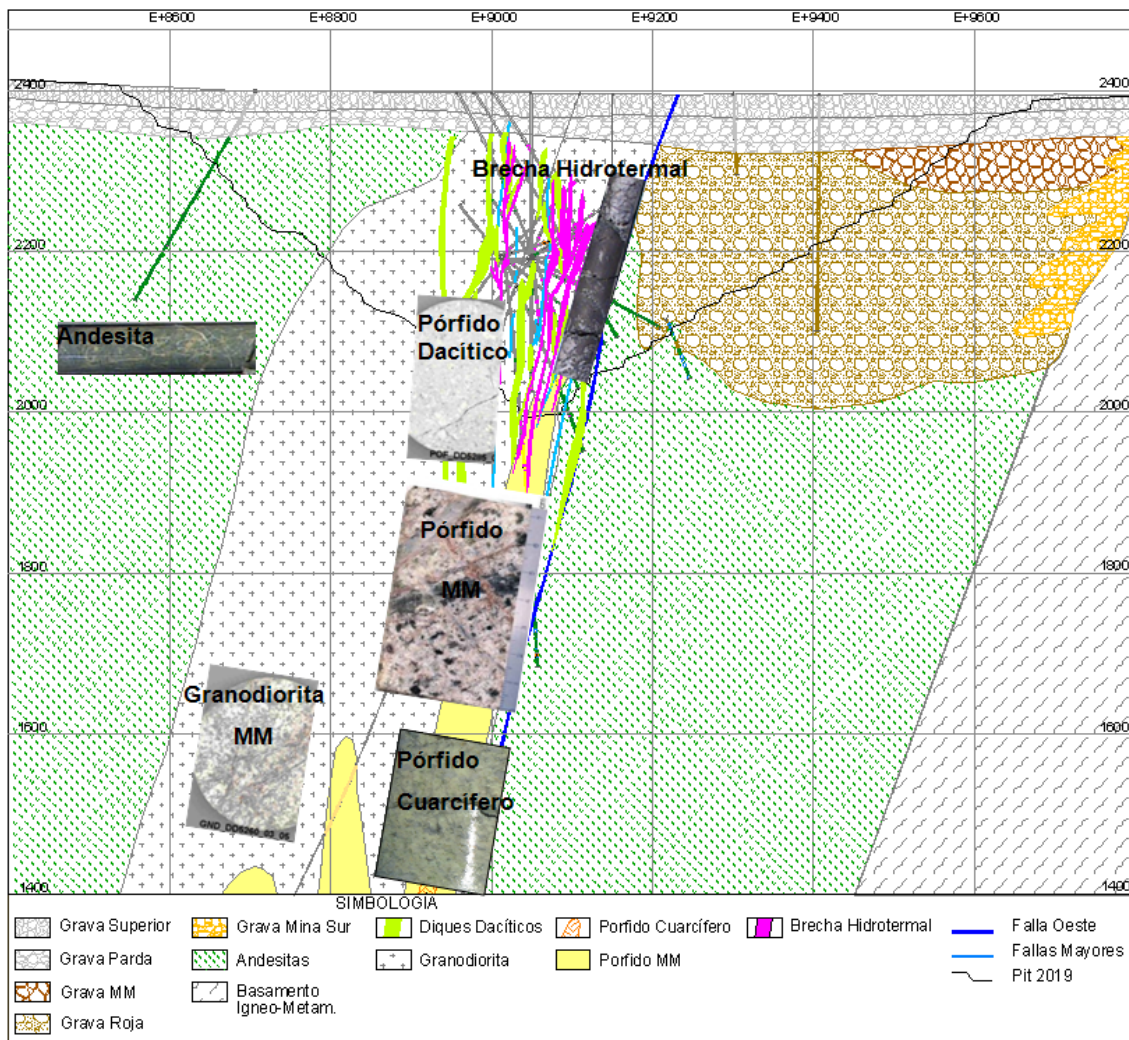 E+8600 E+8800 E+9000 E+9200 E+9400 E+9600
2400 2400
Brecha Hidrotermal
2200 2200
Andesita
Pórfido
Dacítico
2000 2000
Pórfido
MM
1800 1800
Granodiorita
MM
1600 1600
Pórfido
Cuarcífero
1400 1400
SIMBOLOGIA
Grava Superior
Grava Mina Sur
Diques Dacíticos
Porfido Cuarcífero
Brecha Hidrotermal
Falla Oeste
Grava Parda
Andesitas
Granodiorita
Porfido MM
Fallas Mayores
Grava MM
Basamento
Igneo-Metam.
Pit 2019
Grava Roja